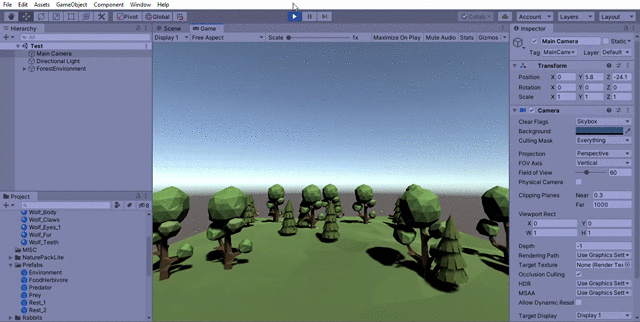 File Edit Assets GameObject Component Window Help
Pivot Global Collab Account Layers Layout
Hierarchy
All
Test
Main Camera
Directional Light
ForestEnvironment
Project
Wolf_Body
Wolf_Claws
Wolf_Eyes_1
Wolf_Fur
Wolf_Teeth
MISC
NaturePackLite
Prefabs
Environment
FoodHerbivore
Predator
Prey
Rest_1
Rest_2
Rabbits
Scene Game
Display 1 Free Aspect Scale 1x Maximize On Play Mute Audio Stats Gizmos
Inspector
Main Camera Static
Tag MainCame Layer Default
Transform
Position X 0 Y 5.8 Z -24.1
Rotation X 0 Y 0 Z 0
Scale X 1 Y 1 Z 1
Camera
Clear Flags Skybox
Background
Culling Mask Everything
Projection Perspective
FOV Axis Vertical
Field of View 60
Physical Camera
Clipping Planes Near 0.3
Far 1000
Viewport Rect
X 0 Y 0
W 1 H 1
Depth -1
Rendering Path Use Graphics Sett
Target Texture None (Render Tex
Occlusion Culling
HDR Use Graphics Sett
MSAA Use Graphics Sett
Allow Dynamic Resol
Target Display Display 1